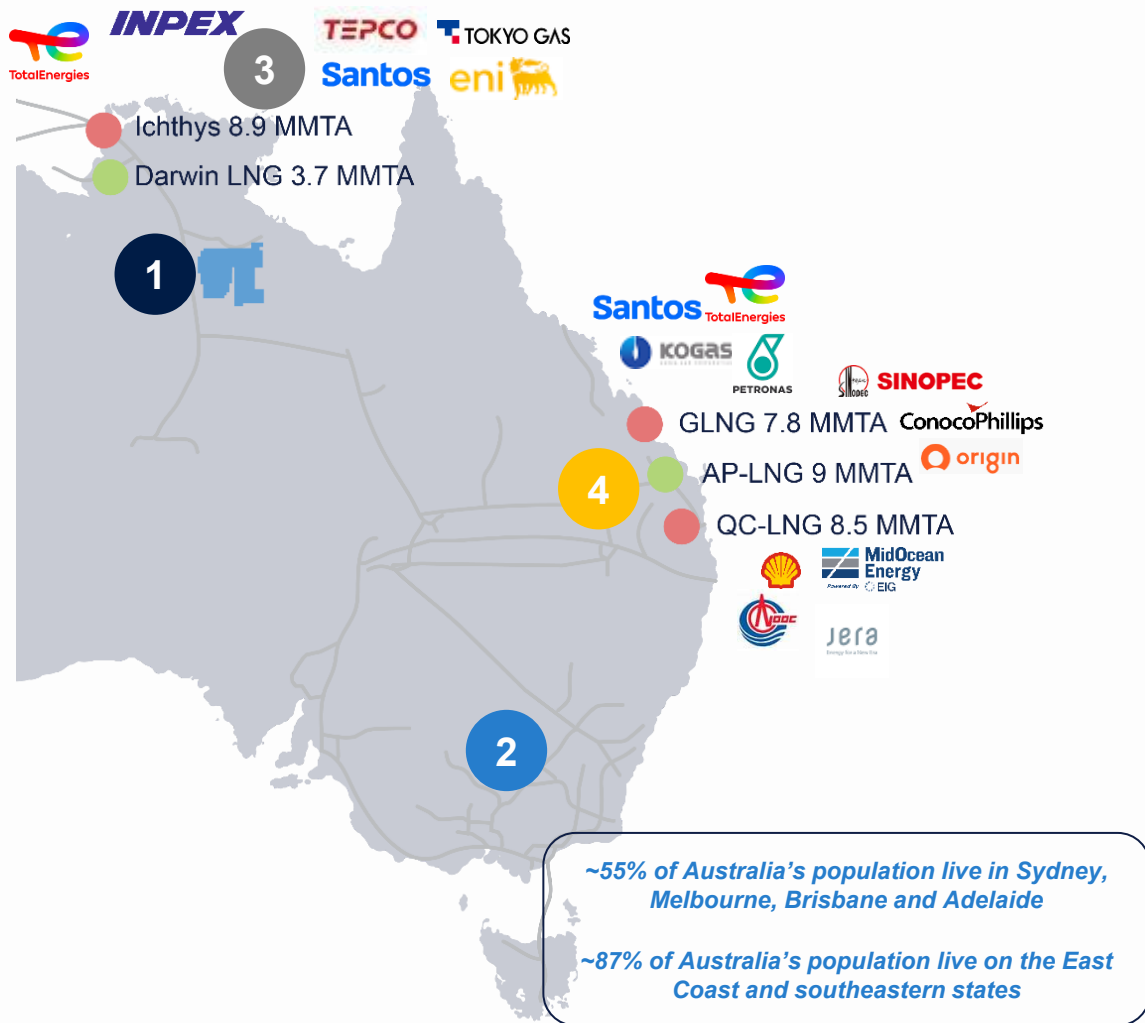 INPEX
TotalEnergies
3
TEPCO
TOKYO GAS
Santos
eni
Ichthys 8.9 MMTA
Darwin LNG 3.7 MMTA
1
Santos
TotalEnergies
KOGAS
PETRONAS
SINOPEC
SINOPEC
GLNG 7.8 MMTA
ConocoPhillips
origin
AP-LNG 9 MMTA
4
QC-LNG 8.5 MMTA
MidOcean
Energy
Powered By EIG
CNOOC
Jera
Energy for a New Era
2
~55% of Australia’s population live in Sydney,
Melbourne, Brisbane and Adelaide
~87% of Australia’s population live on the East
Coast and southeastern states